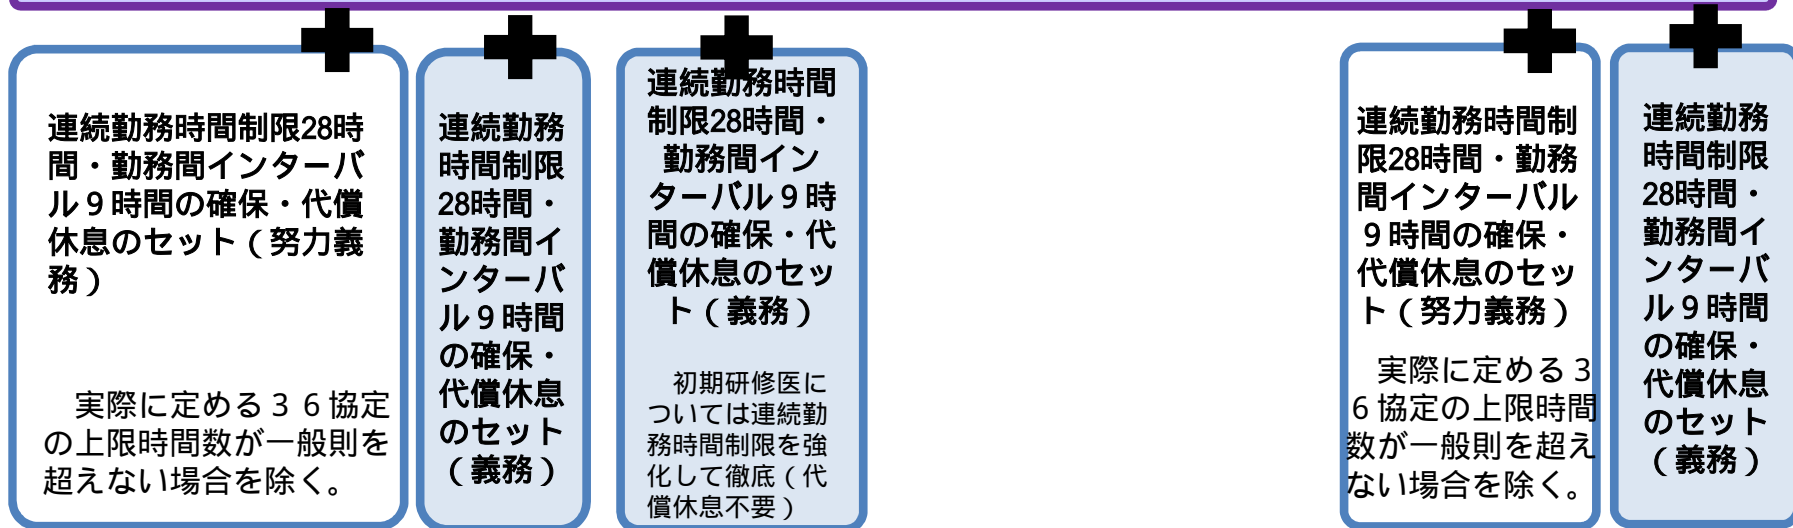 連続勤務時間制限28時
間・勤務間インターバ
ル９時間の確保・代償
休息のセット（努力義
務）
実際に定める３６協定
の上限時間数が一般則を
超えない場合を除く。
連続勤務
時間制限
28時間・
勤務間イ
ンターバ
ル９時間
の確保・
代償休息
のセット
（義務）
連続勤務時間
制限28時間・
勤務間イン
ターバル９時
間の確保・代
償休息のセッ
ト（義務）
初期研修医に
ついては連続勤
務時間制限を強
化して徹底（代
償休息不要）
連続勤務時間制
限28時間・勤務
間インターバル
９時間の確保・
代償休息のセッ
ト（努力義務）
実際に定める３
６協定の上限時間
数が一般則を超え
ない場合を除く。
連続勤務
時間制限
28時間・
勤務間イ
ンターバ
ル９時間
の確保・
代償休息
のセット
（義務）